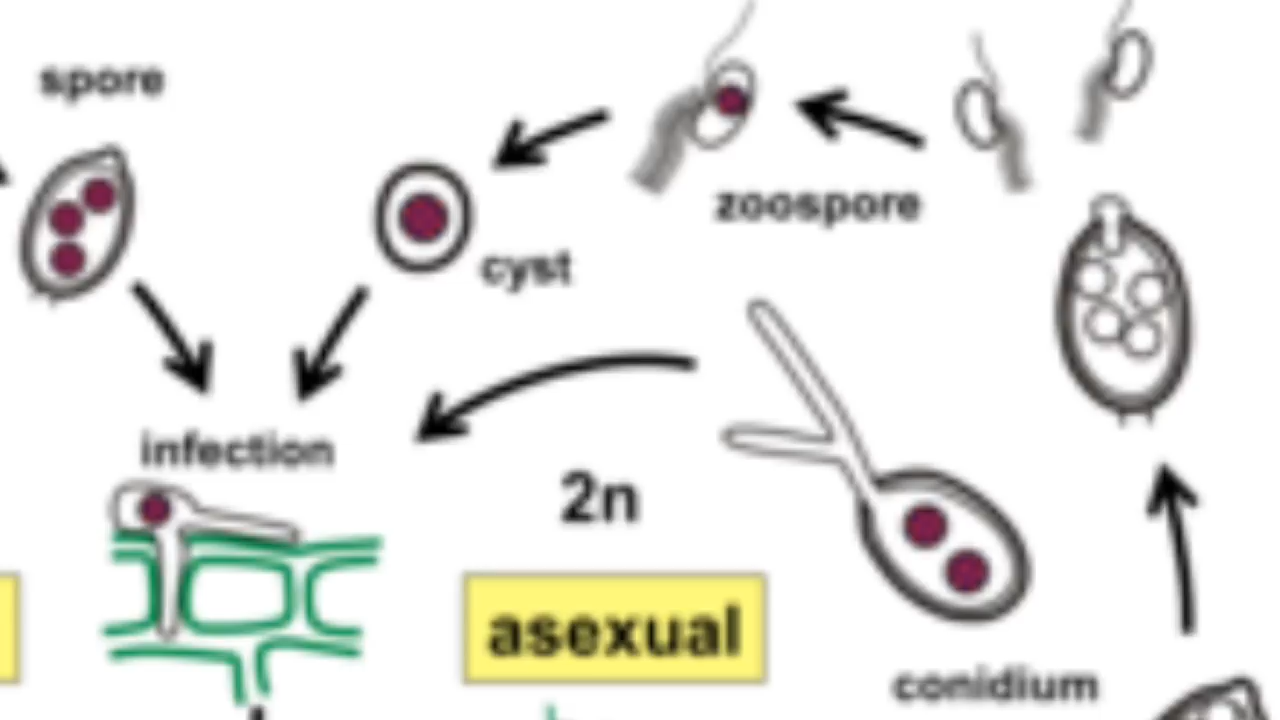 spore
zoospore
cyst
infection
2n
asexual
conidium